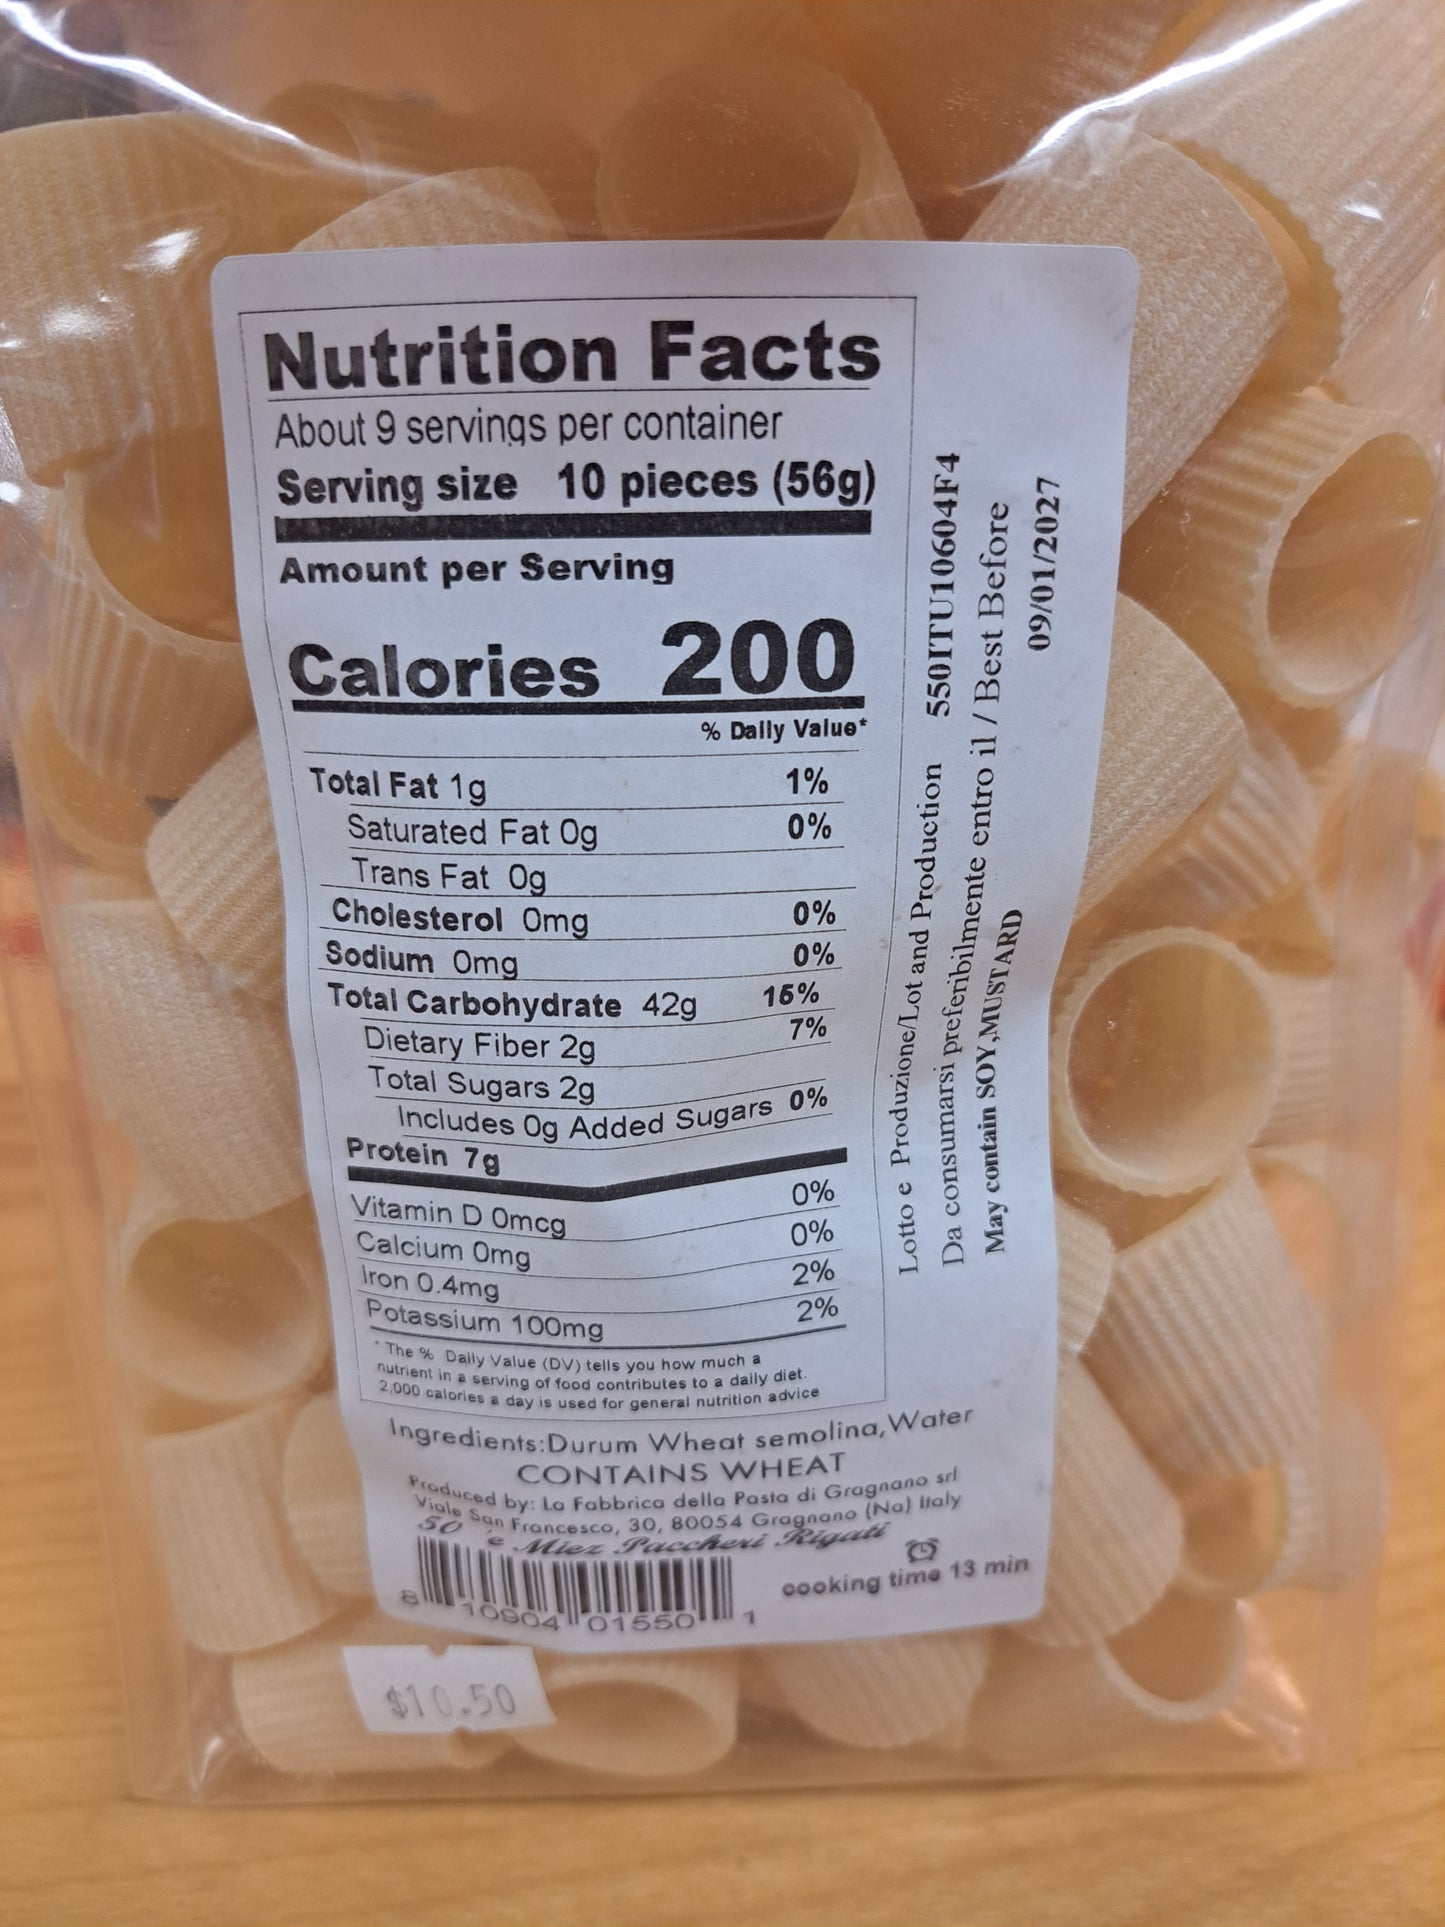 Nutrition Facts
About 9 servings per container
Serving size 10 pieces (56g)
Amount per Serving
Calories 200
% Daily Value*
Total Fat 1g 1%
Saturated Fat 0g 0%
Trans Fat 0g
Cholesterol 0mg 0%
Sodium 0mg 0%
Total Carbohydrate 42g 15%
Dietary Fiber 2g 7%
Total Sugars 2g
Includes 0g Added Sugars 0%
Protein 7g
Vitamin D 0mcg 0%
Calcium 0mg 0%
Iron 0.4mg 2%
Potassium 100mg 2%
* The % Daily Value (DV) tells you how much a
nutrient in a serving of food contributes to a daily diet.
2,000 calories a day is used for general nutrition advice
Ingredients:Durum Wheat semolina,Water
CONTAINS WHEAT
Produced by: La Fabbrica della Pasta di Gragnano srl
Viale San Francesco, 30, 80054 Gragnano (Na) Italy
50 e Miez Paccheri Rigati
cooking time 13 min
8 10904 01550 1
Lotto e Produzione/Lot and Production 550ITU10604F4
Da consumarsi preferibilmente entro il / Best Before
09/01/2027
May contain SOY,MUSTARD
$10.50